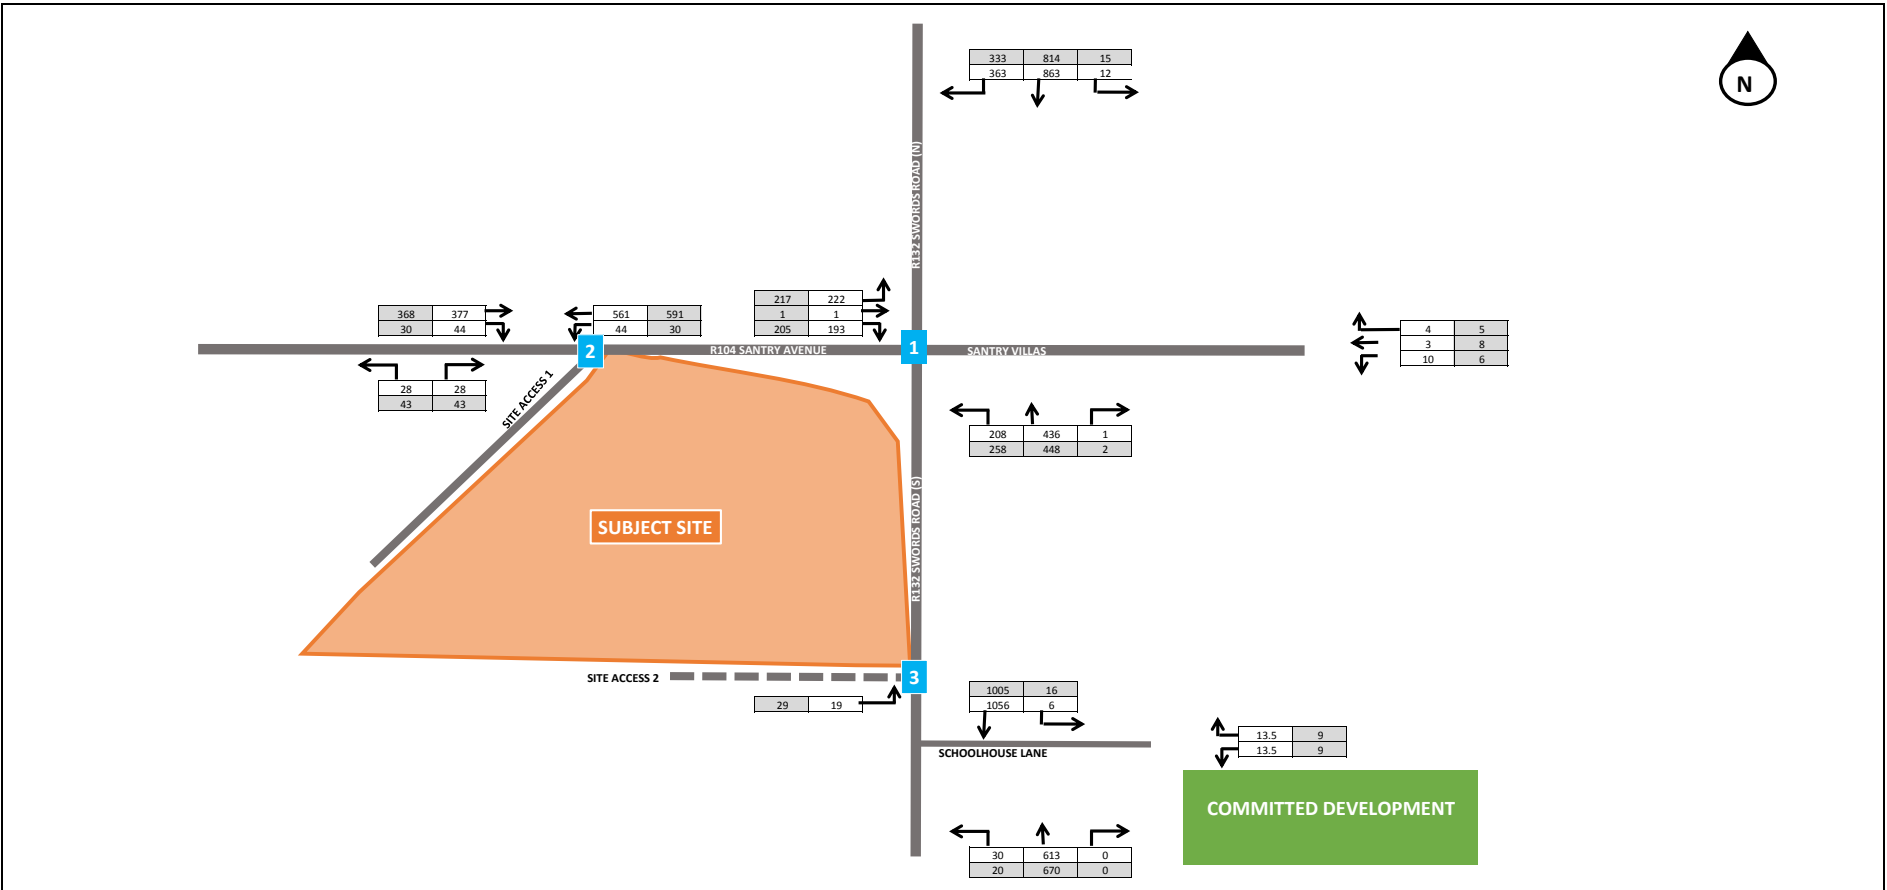 333 814 15
363 863 12
N
R132 SWORDS ROAD (N)
217 222
1 1
205 193
368 377
30 44
561 591
44 30
4 5
3 8
10 6
2
R104 SANTRY AVENUE
1
SANTRY VILLAS
28 28
43 43
SITE ACCESS 1
208 436 1
258 448 2
SUBJECT SITE
R132 SWORDS ROAD (S)
SITE ACCESS 2
3
29 19
1005 16
1056 6
SCHOOLHOUSE LANE
13.5 9
13.5 9
COMMITTED DEVELOPMENT
30 613 0
20 670 0